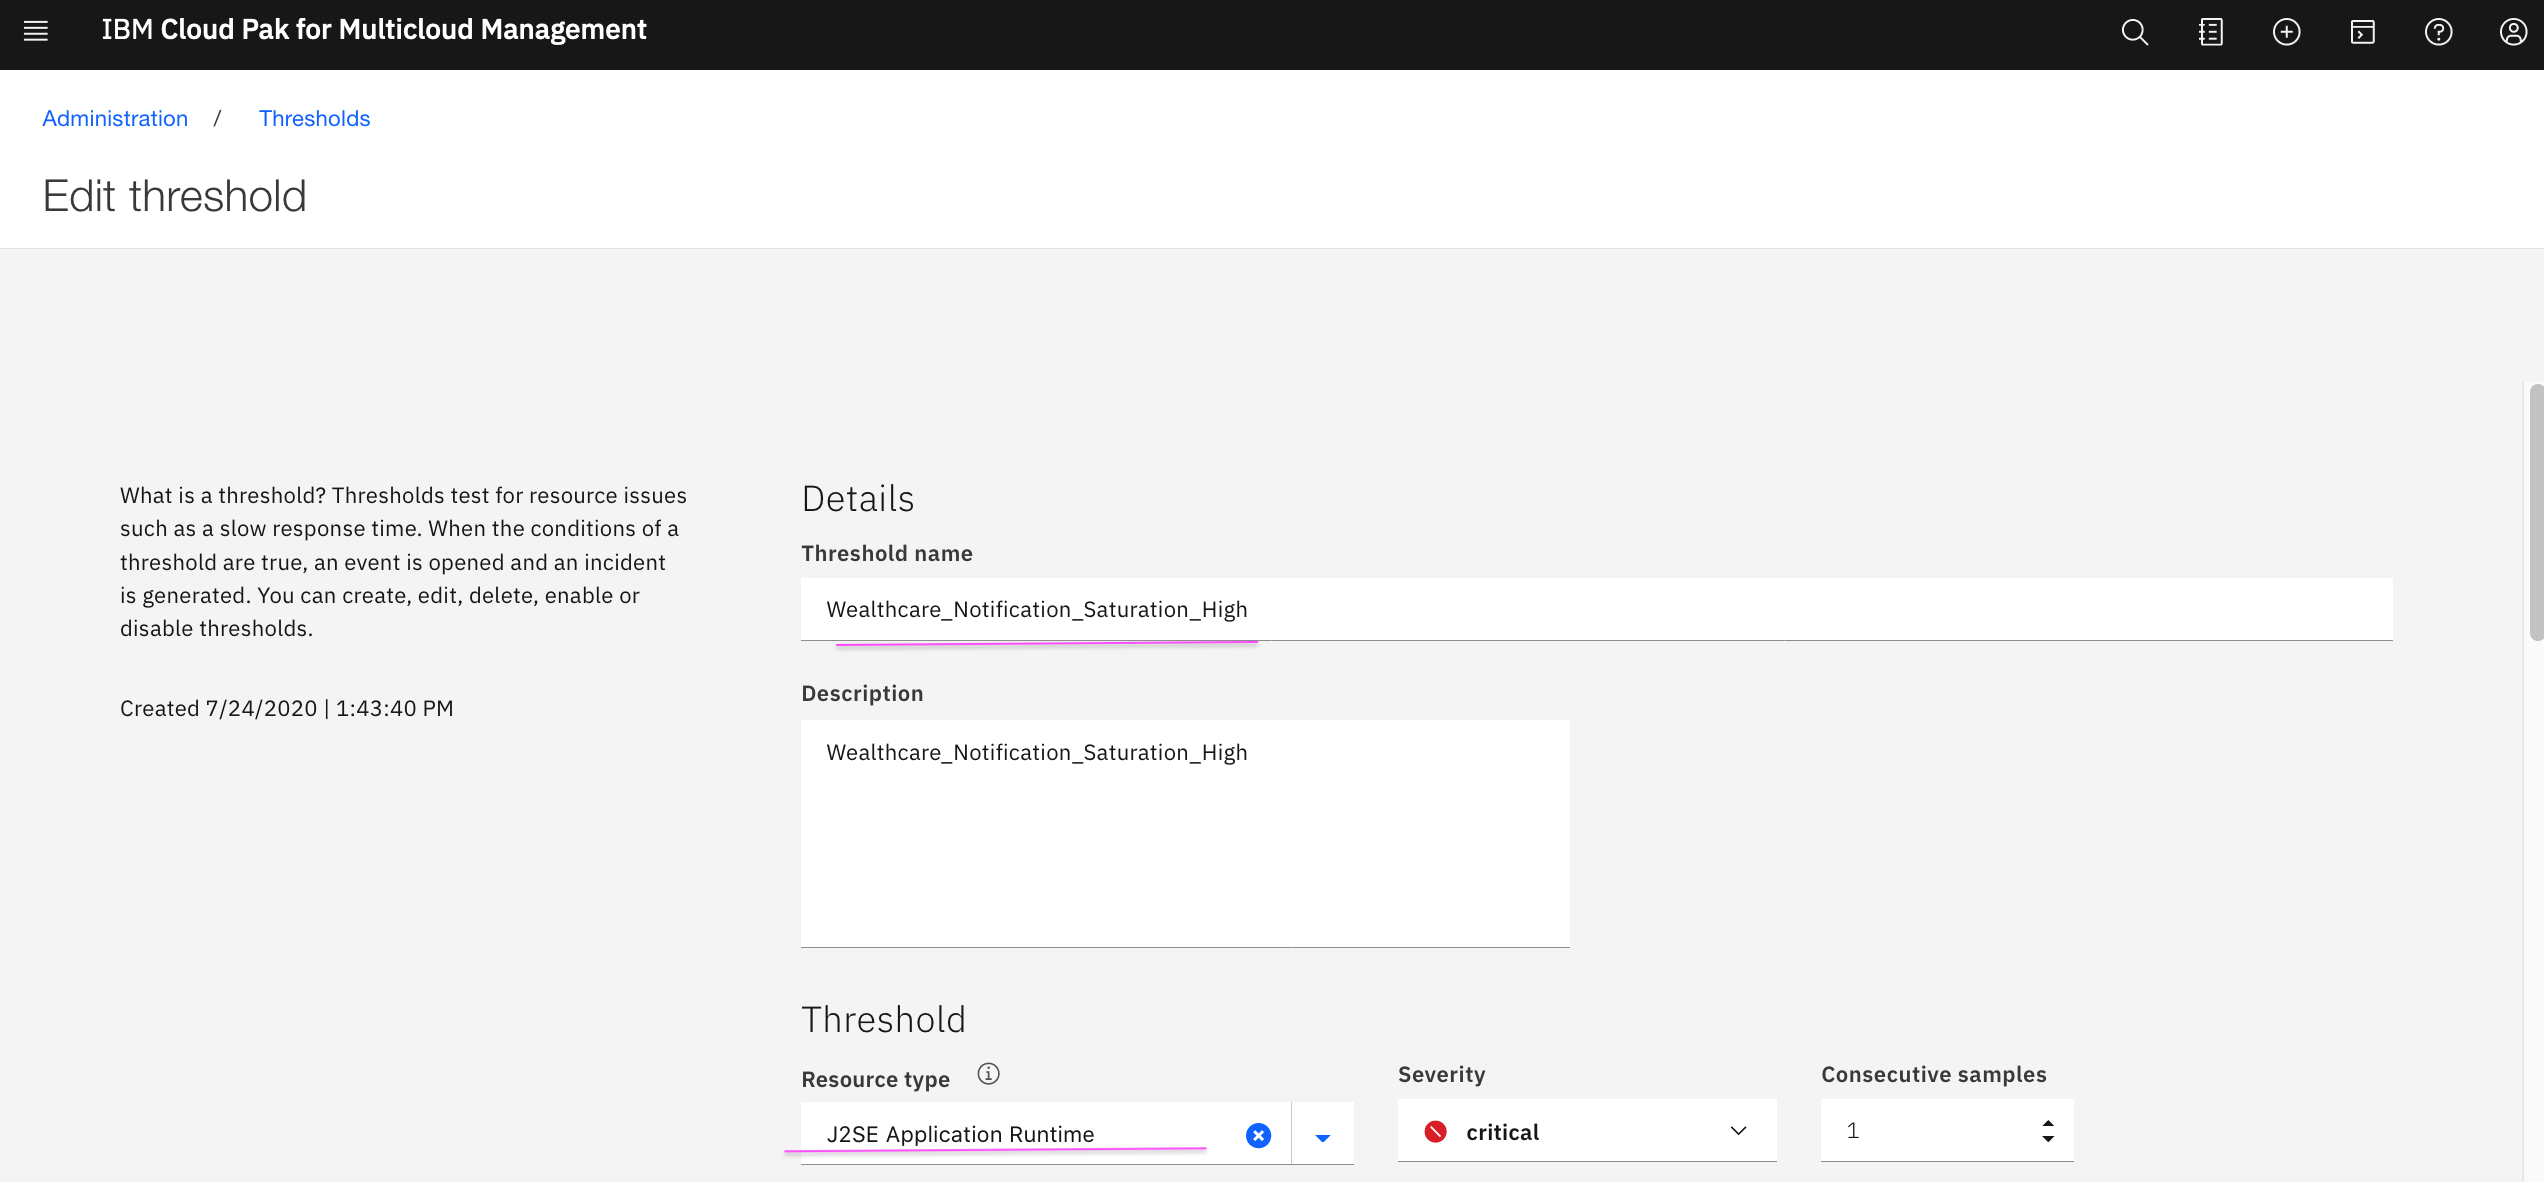 IBM Cloud Pak for Multicloud Management
Administration / Thresholds
Edit threshold
What is a threshold? Thresholds test for resource issues
such as a slow response time. When the conditions of a
threshold are true, an event is opened and an incident
is generated. You can create, edit, delete, enable or
disable thresholds.
Created 7/24/2020 | 1:43:40 PM
Details
Threshold name
Wealthcare_Notification_Saturation_High
Description
Wealthcare_Notification_Saturation_High
Threshold
Resource type
J2SE Application Runtime
Severity
critical
Consecutive samples
1